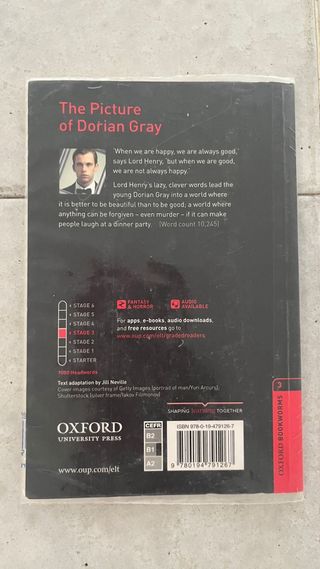 The Picture
of Dorian Gray
'When we are happy, we are always good,'
says Lord Henry, 'but when we are good,
we are not always happy.'
Lord Henry's lazy, clever words lead the
young Dorian Gray into a world where
it is better to be beautiful than to be good; a world where
anything can be forgiven – even murder – if it can make
people laugh at a dinner party. [Word count 10,245]
STAGE 6
STAGE 5
STAGE 4
STAGE 3
STAGE 2
STAGE 1
STARTER
1000 Headwords
FANTASY
& HORROR
AUDIO
AVAILABLE
For apps, e-books, audio downloads,
and free resources go to
www.oup.com/elt/gradedreaders
Text adaptation by Jill Neville
Cover images courtesy of Getty Images (portrait of man/Yuri Arcurs);
Shutterstock (silver frame/Iakov Filimonov)
SHAPING learning TOGETHER
OXFORD
UNIVERSITY PRESS
www.oup.com/elt
CEFR
B2
B1
A2
ISBN 978-0-19-479126-7
9 780194 791267
3
OXFORD BOOKWORMS